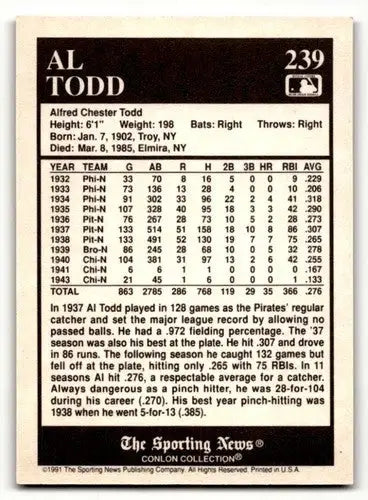 AL
TODD
239
Alfred Chester Todd
Height: 6'1" Weight: 198 Bats: Right Throws: Right
Born: Jan. 7, 1902, Troy, NY
Died: Mar. 8, 1985, Elmira, NY
YEAR TEAM G AB R H 2B 3B HR RBI AVG
1932 Phi-N 33 70 8 16 5 0 0 9 .229
1933 Phi-N 73 136 13 28 4 0 0 10 .206
1934 Phi-N 91 302 33 96 22 2 4 41 .318
1935 Phi-N 107 328 40 95 18 3 3 42 .290
1936 Pit-N 76 267 28 73 10 5 2 28 .273
1937 Pit-N 133 514 51 158 18 10 8 86 .307
1938 Pit-N 133 491 52 130 19 7 7 75 .265
1939 Bro-N 86 245 28 68 10 0 5 32 .278
1940 Chi-N 104 381 31 97 13 2 6 42 .255
1941 Chi-N 6 6 1 1 0 0 0 0 .167
1943 Chi-N 21 45 1 6 0 0 0 1 .133
TOTAL 863 2785 286 768 119 29 35 366 .276
In 1937 Al Todd played in 128 games as the Pirates' regular
catcher and set the major league record by allowing no
passed balls. He had a .972 fielding percentage. The '37
season was also his best at the plate. He hit .307 and drove
in 86 runs. The following season he caught 132 games but
fell off at the plate, hitting only .265 with 75 RBIs. In 11
seasons Al hit .276, a respectable average for a catcher.
Always dangerous as a pinch hitter, he was 28-for-104
during his career (.270). His best year pinch-hitting was
1938 when he went 5-for-13 (.385).
The Sporting News®
CONLON COLLECTION®
©1991 The Sporting News Publishing Company. All Rights Reserved. Printed in U.S.A.